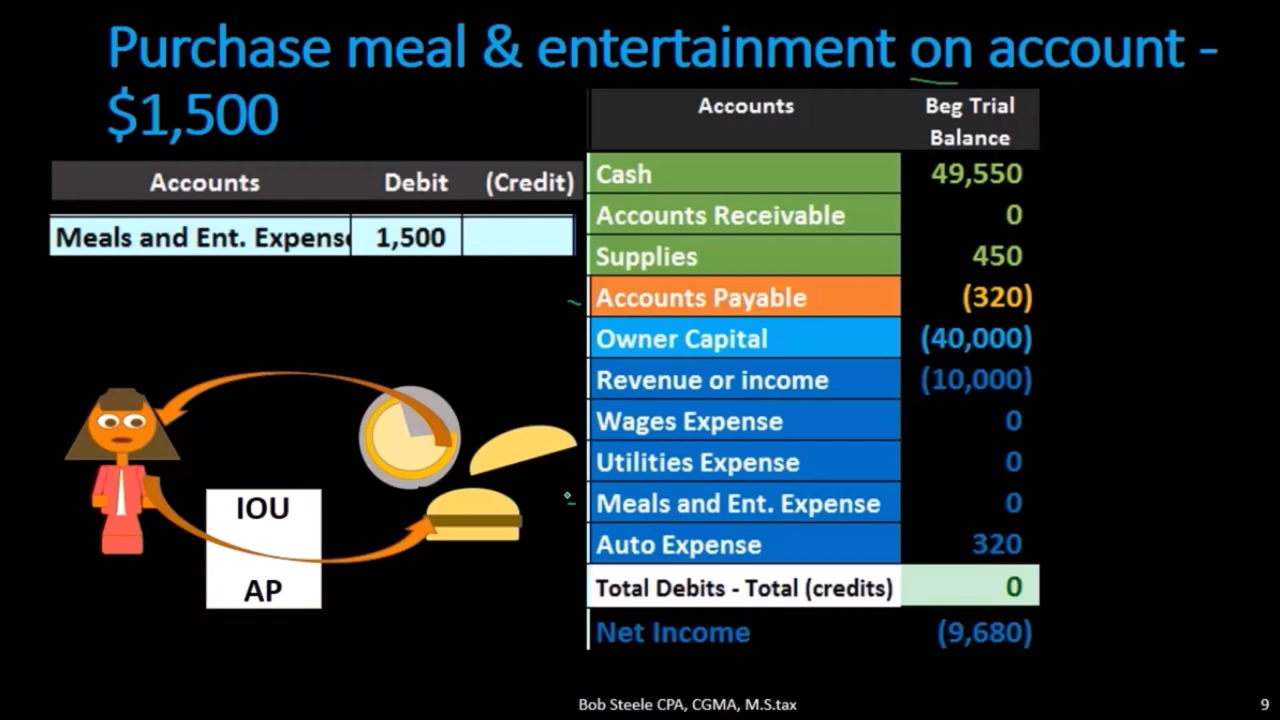 Purchase meal & entertainment on account -
$1,500
Accounts Debit (Credit)
Meals and Ent. Expense 1,500
IOU
AP
Accounts Beg Trial
Balance
Cash 49,550
Accounts Receivable 0
Supplies 450
Accounts Payable (320)
Owner Capital (40,000)
Revenue or income (10,000)
Wages Expense 0
Utilities Expense 0
Meals and Ent. Expense 0
Auto Expense 320
Total Debits - Total (credits) 0
Net Income (9,680)
Bob Steele CPA, CGMA, M.S.tax
9